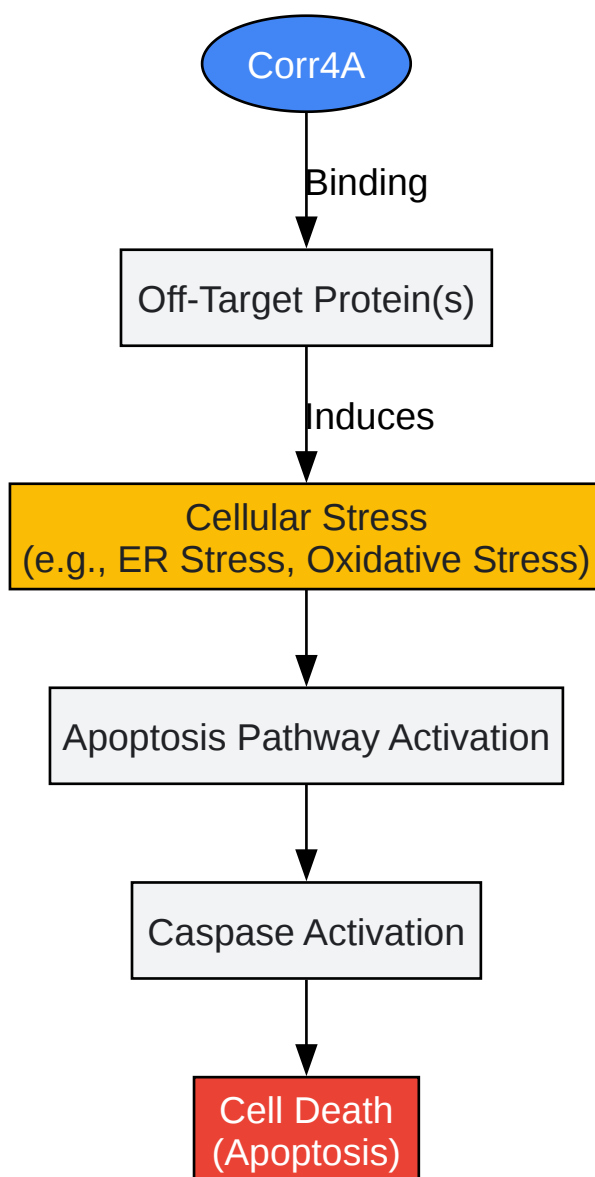 Corr4A
Binding
Off-Target Protein(s)
Induces
Cellular Stress
(e.g., ER Stress, Oxidative Stress)
Apoptosis Pathway Activation
Caspase Activation
Cell Death
(Apoptosis)